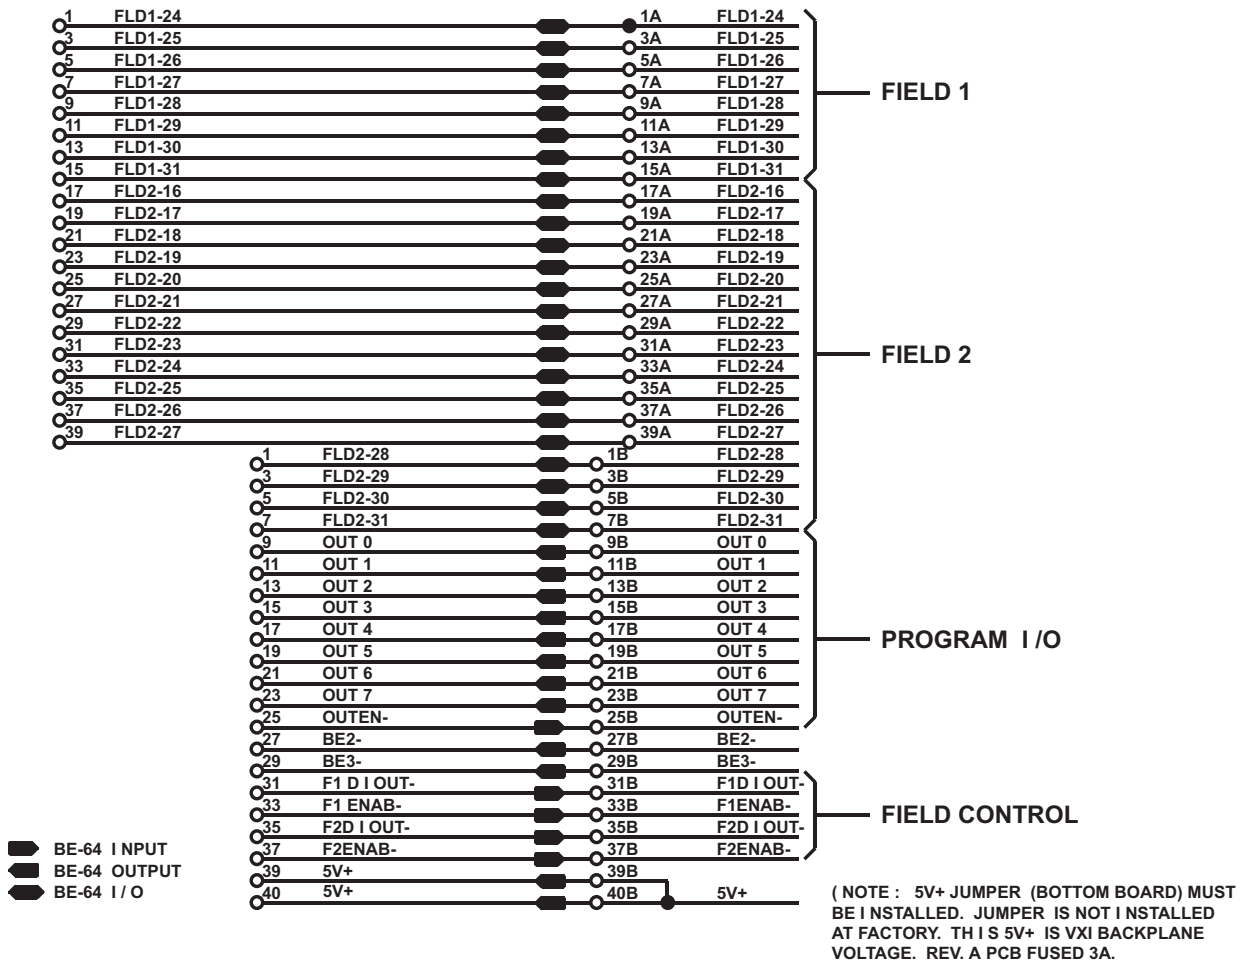 1 FLD1-24 1A FLD1-24
3 FLD1-25 3A FLD1-25
5 FLD1-26 5A FLD1-26
7 FLD1-27 7A FLD1-27
FIELD 1
9 FLD1-28 9A FLD1-28
11 FLD1-29 11A FLD1-29
13 FLD1-30 13A FLD1-30
15 FLD1-31 15A FLD1-31
17 FLD2-16 17A FLD2-16
19 FLD2-17 19A FLD2-17
21 FLD2-18 21A FLD2-18
23 FLD2-19 23A FLD2-19
25 FLD2-20 25A FLD2-20
27 FLD2-21 27A FLD2-21
29 FLD2-22 29A FLD2-22
31 FLD2-23 31A FLD2-23
FIELD 2
33 FLD2-24 33A FLD2-24
35 FLD2-25 35A FLD2-25
37 FLD2-26 37A FLD2-26
39 FLD2-27 39A FLD2-27
1 FLD2-28 1B FLD2-28
3 FLD2-29 3B FLD2-29
5 FLD2-30 5B FLD2-30
7 FLD2-31 7B FLD2-31
9 OUT 0 9B OUT 0
11 OUT 1 11B OUT 1
13 OUT 2 13B OUT 2
15 OUT 3 15B OUT 3
17 OUT 4 17B OUT 4
PROGRAM I /O
19 OUT 5 19B OUT 5
21 OUT 6 21B OUT 6
23 OUT 7 23B OUT 7
25 OUTEN- 25B OUTEN-
27 BE2- 27B BE2-
29 BE3- 29B BE3-
31 F1 D I OUT- 31B F1D I OUT-
33 F1 ENAB- 33B F1ENAB-
FIELD CONTROL
35 F2D I OUT- 35B F2D I OUT-
37 F2ENAB- 37B F2ENAB-
39 5V+ 39B
40 5V+ 40B 5V+
BE-64 I NPUT
BE-64 OUTPUT
BE-64 I / O
( NOTE : 5V+ JUMPER (BOTTOM BOARD) MUST
BE I NSTALLED. JUMPER IS NOT I NSTALLED
AT FACTORY. TH I S 5V+ IS VXI BACKPLANE
VOLTAGE. REV. A PCB FUSED 3A.